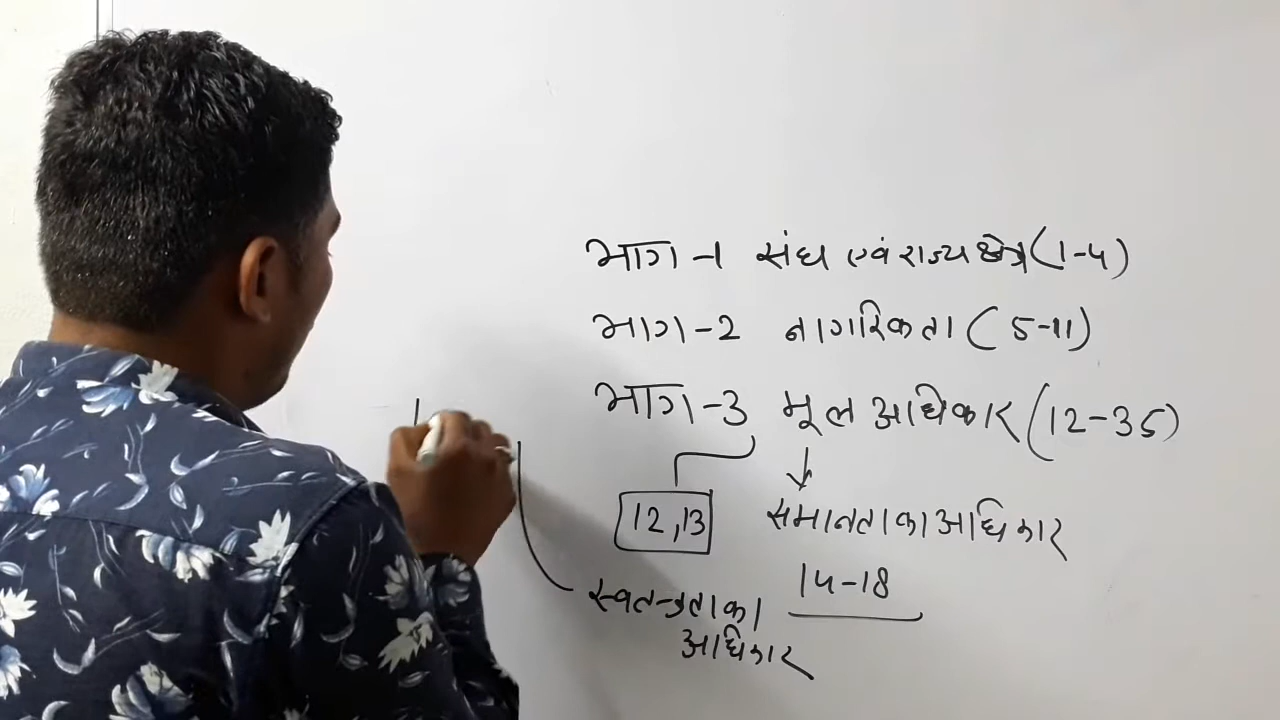 भाग-1 संघ एवं राज्य क्षेत्र (1-4)
भाग-2 नागरिकता (5-11)
भाग-3 मूल अधिकार (12-35)
12,13
समानता का अधिकार
14-18
स्वतन्त्रता का
अधिकार